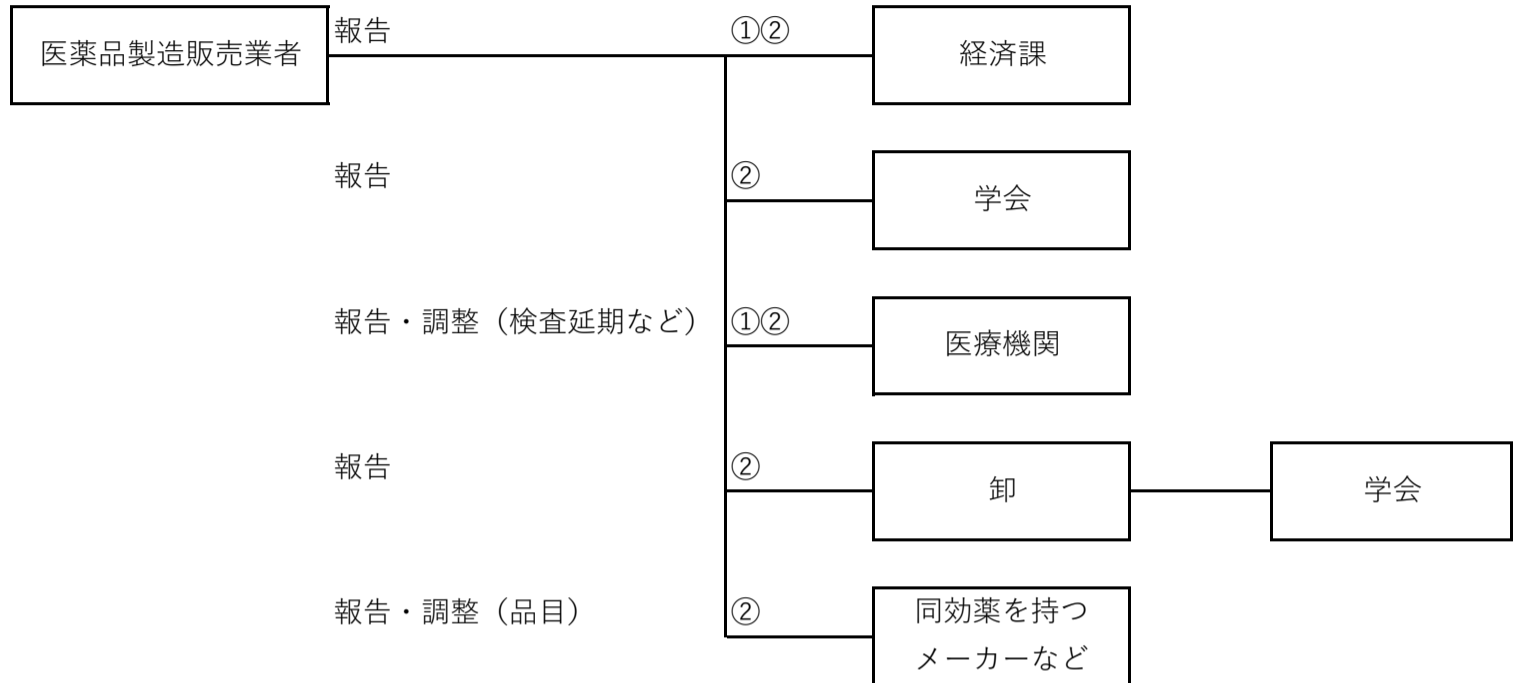 医薬品製造販売業者
報告
①②
経済課
報告
②
学会
報告・調整（検査延期など）
①②
医療機関
報告
②
卸
学会
報告・調整（品目）
②
同効薬を持つ
メーカーなど